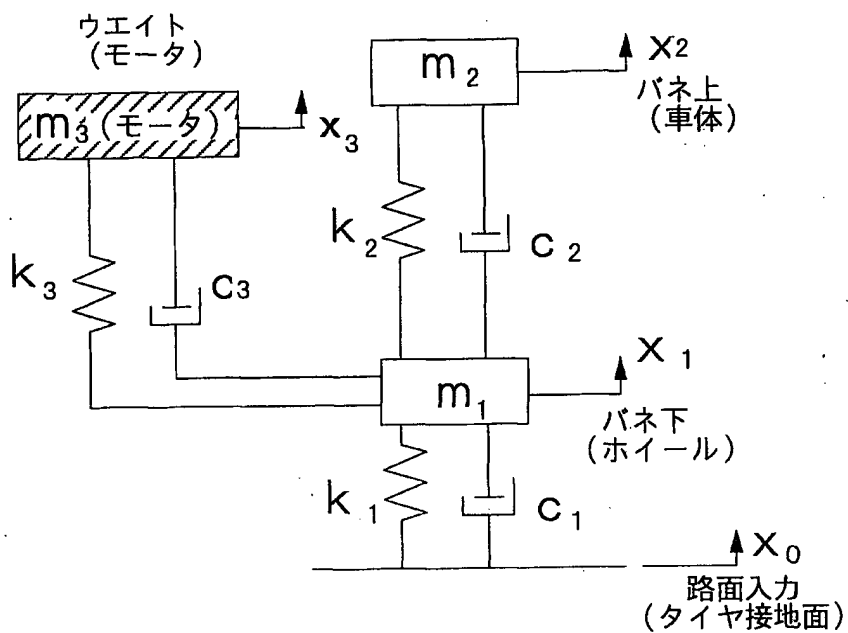 ウエイト
(モータ)
m3(モータ)
x3
m2
x2
バネ上
(車体)
k3
c3
k2
c2
m1
x1
バネ下
(ホイール)
k1
c1
x0
路面入力
(タイヤ接地面)